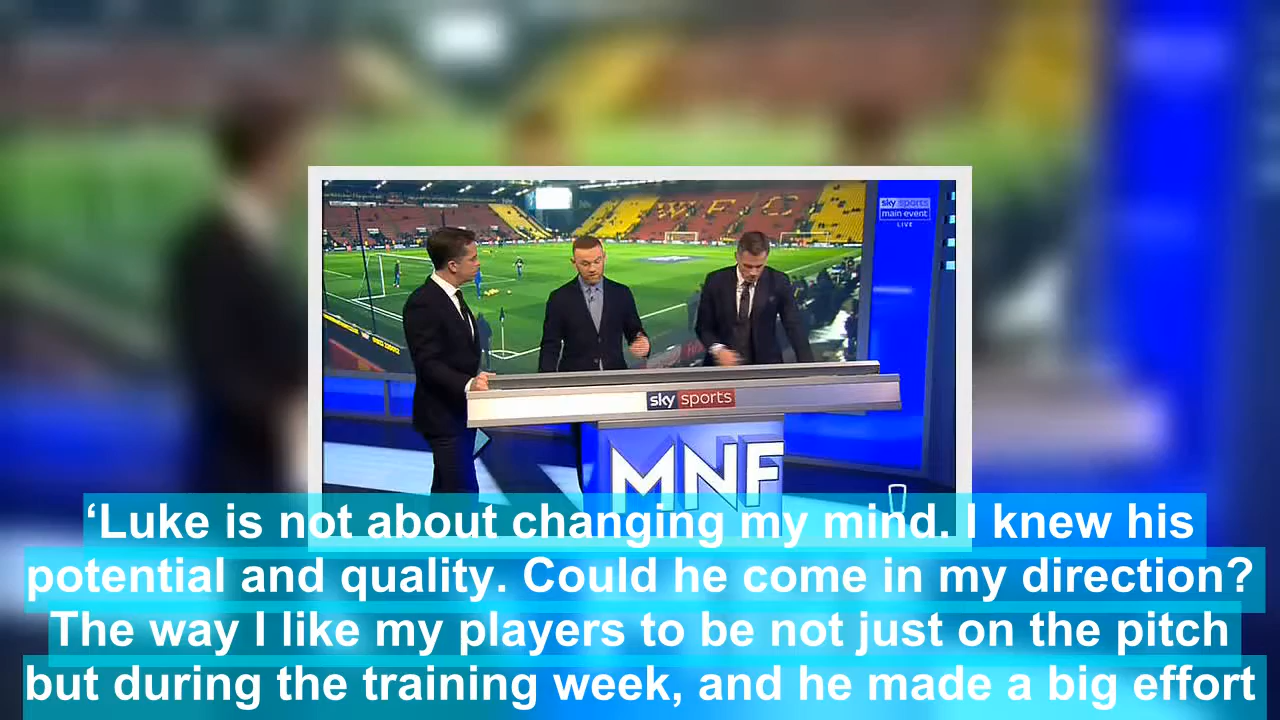 WFC
sky sports
main event
LIVE
sky sports
MNF
‘Luke is not about changing my mind. I knew his
potential and quality. Could he come in my direction?
The way I like my players to be not just on the pitch
but during the training week, and he made a big effort